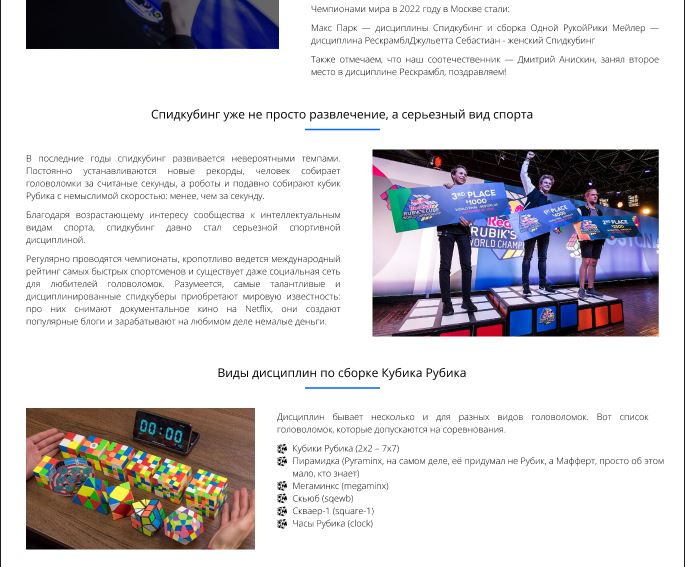 Чемпионами мира в 2022 году в Москве стали:
Макс Парк — дисциплины Спидкубинг и сборка Одной РукойРики Мейлер —
дисциплина РескрамблДжульетта Себастиан - женский Спидкубинг
Также отмечаем, что наш соотечественник — Дмитрий Анискин, занял второе
место в дисциплине Рескрамбл, поздравляем!
Спидкубинг уже не просто развлечение, а серьезный вид спорта
В последние годы спидкубинг развивается невероятными темпами.
Постоянно устанавливаются новые рекорды, человек собирает
головоломки за считаные секунды, а роботы и подавно собирают кубик
Рубика с немыслимой скоростью: менее, чем за секунду.
Благодаря возрастающему интересу сообщества к интеллектуальным
видам спорта, спидкубинг давно стал серьезной спортивной
дисциплиной.
Регулярно проводятся чемпионаты, кропотливо ведется международный
рейтинг самых быстрых спортсменов и существует даже социальная сеть
для любителей головоломок. Разумеется, самые талантливые и
дисциплинированные спидкуберы приобретают мировую известность:
про них снимают документальное кино на Netflix, они создают
популярные блоги и зарабатывают на любимом деле немалые деньги.
3RD PLACE
$1000
RUBIK'S
WORLD CHAMP
2ND PLACE
Виды дисциплин по сборке Кубика Рубика
00:00
Дисциплин бывает несколько и для разных видов головоломок. Вот список
головоломок, которые допускаются на соревнования.
Кубики Рубика (2х2 – 7х7)
Пирамидка (Pyraminx, на самом деле, её придумал не Рубик, а Мафферт, просто об этом
мало, кто знает)
Мегаминкс (megaminx)
Скьюб (sqewb)
Скваер-1 (square-1)
Часы Рубика (clock)